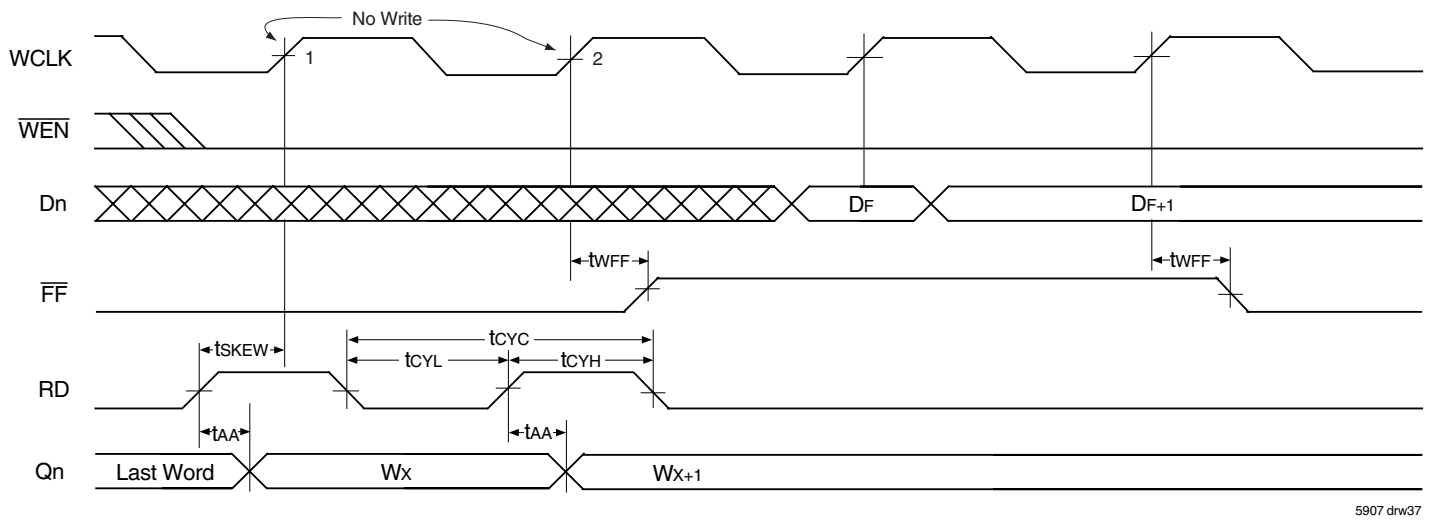 No Write
WCLK
1
2
WEN
Dn
DF
DF+1
tWFF
tWFF
FF
tCYC
tSKEW
tCYL
tCYH
RD
tAA
tAA
Qn
Last Word
WX
WX+1
5907 drw37